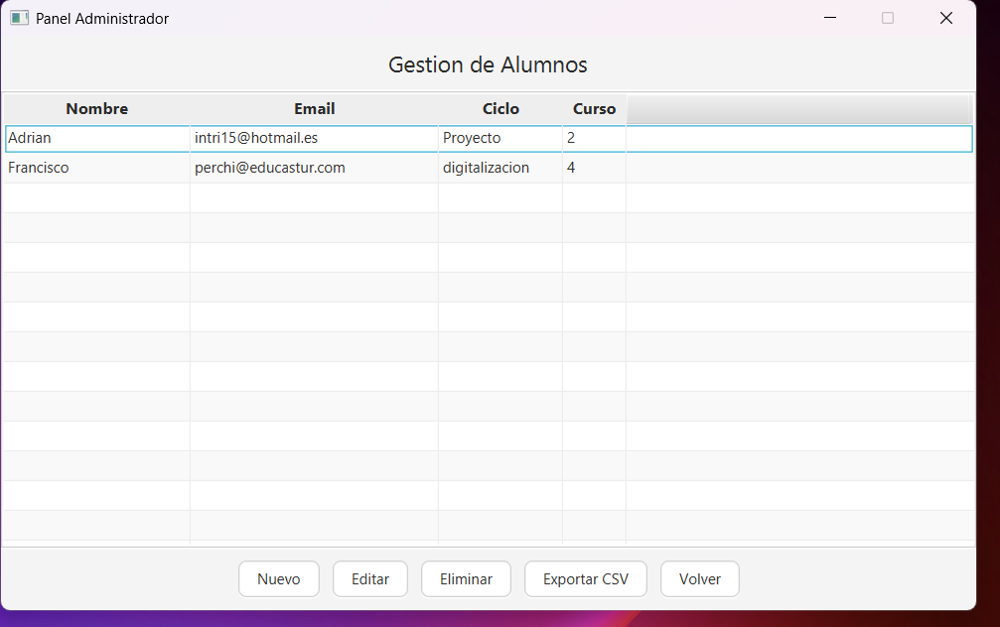 Panel Administrador
Gestion de Alumnos
Nombre Email Ciclo Curso
Adrian intri15@hotmail.es Proyecto 2
Francisco perchi@educastur.com digitalizacion 4
Nuevo Editar Eliminar Exportar CSV Volver